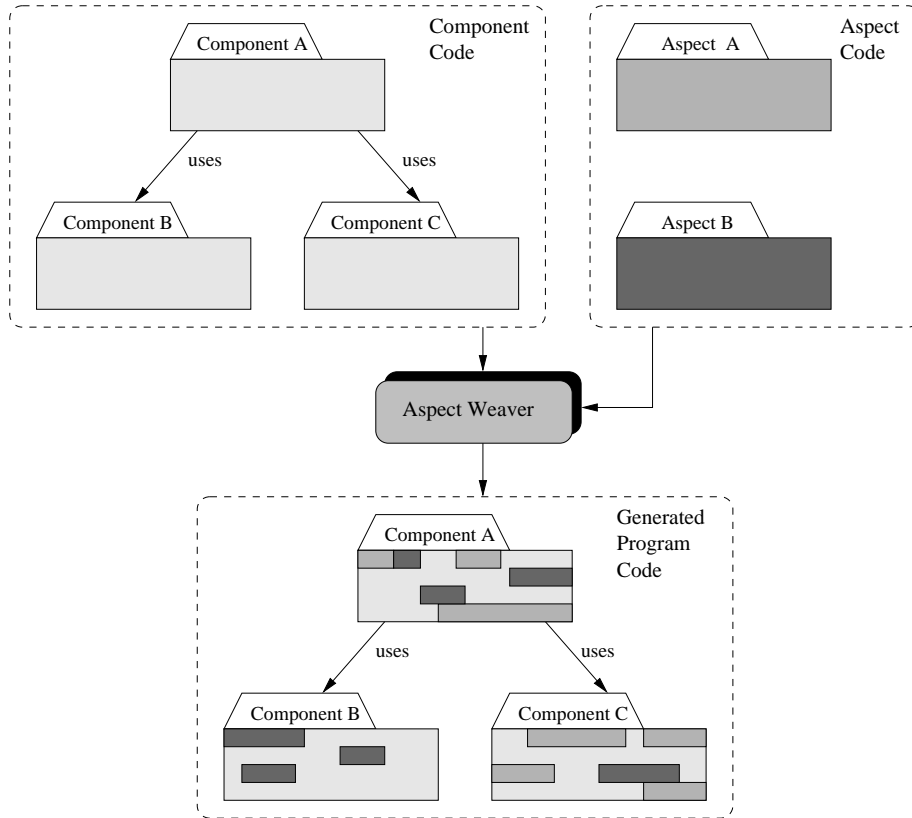 Component A
Component
Code
uses
uses
Component B
Component C
Aspect A
Aspect
Code
Aspect B
Aspect Weaver
Generated
Program
Code
Component A
uses
uses
Component B
Component C